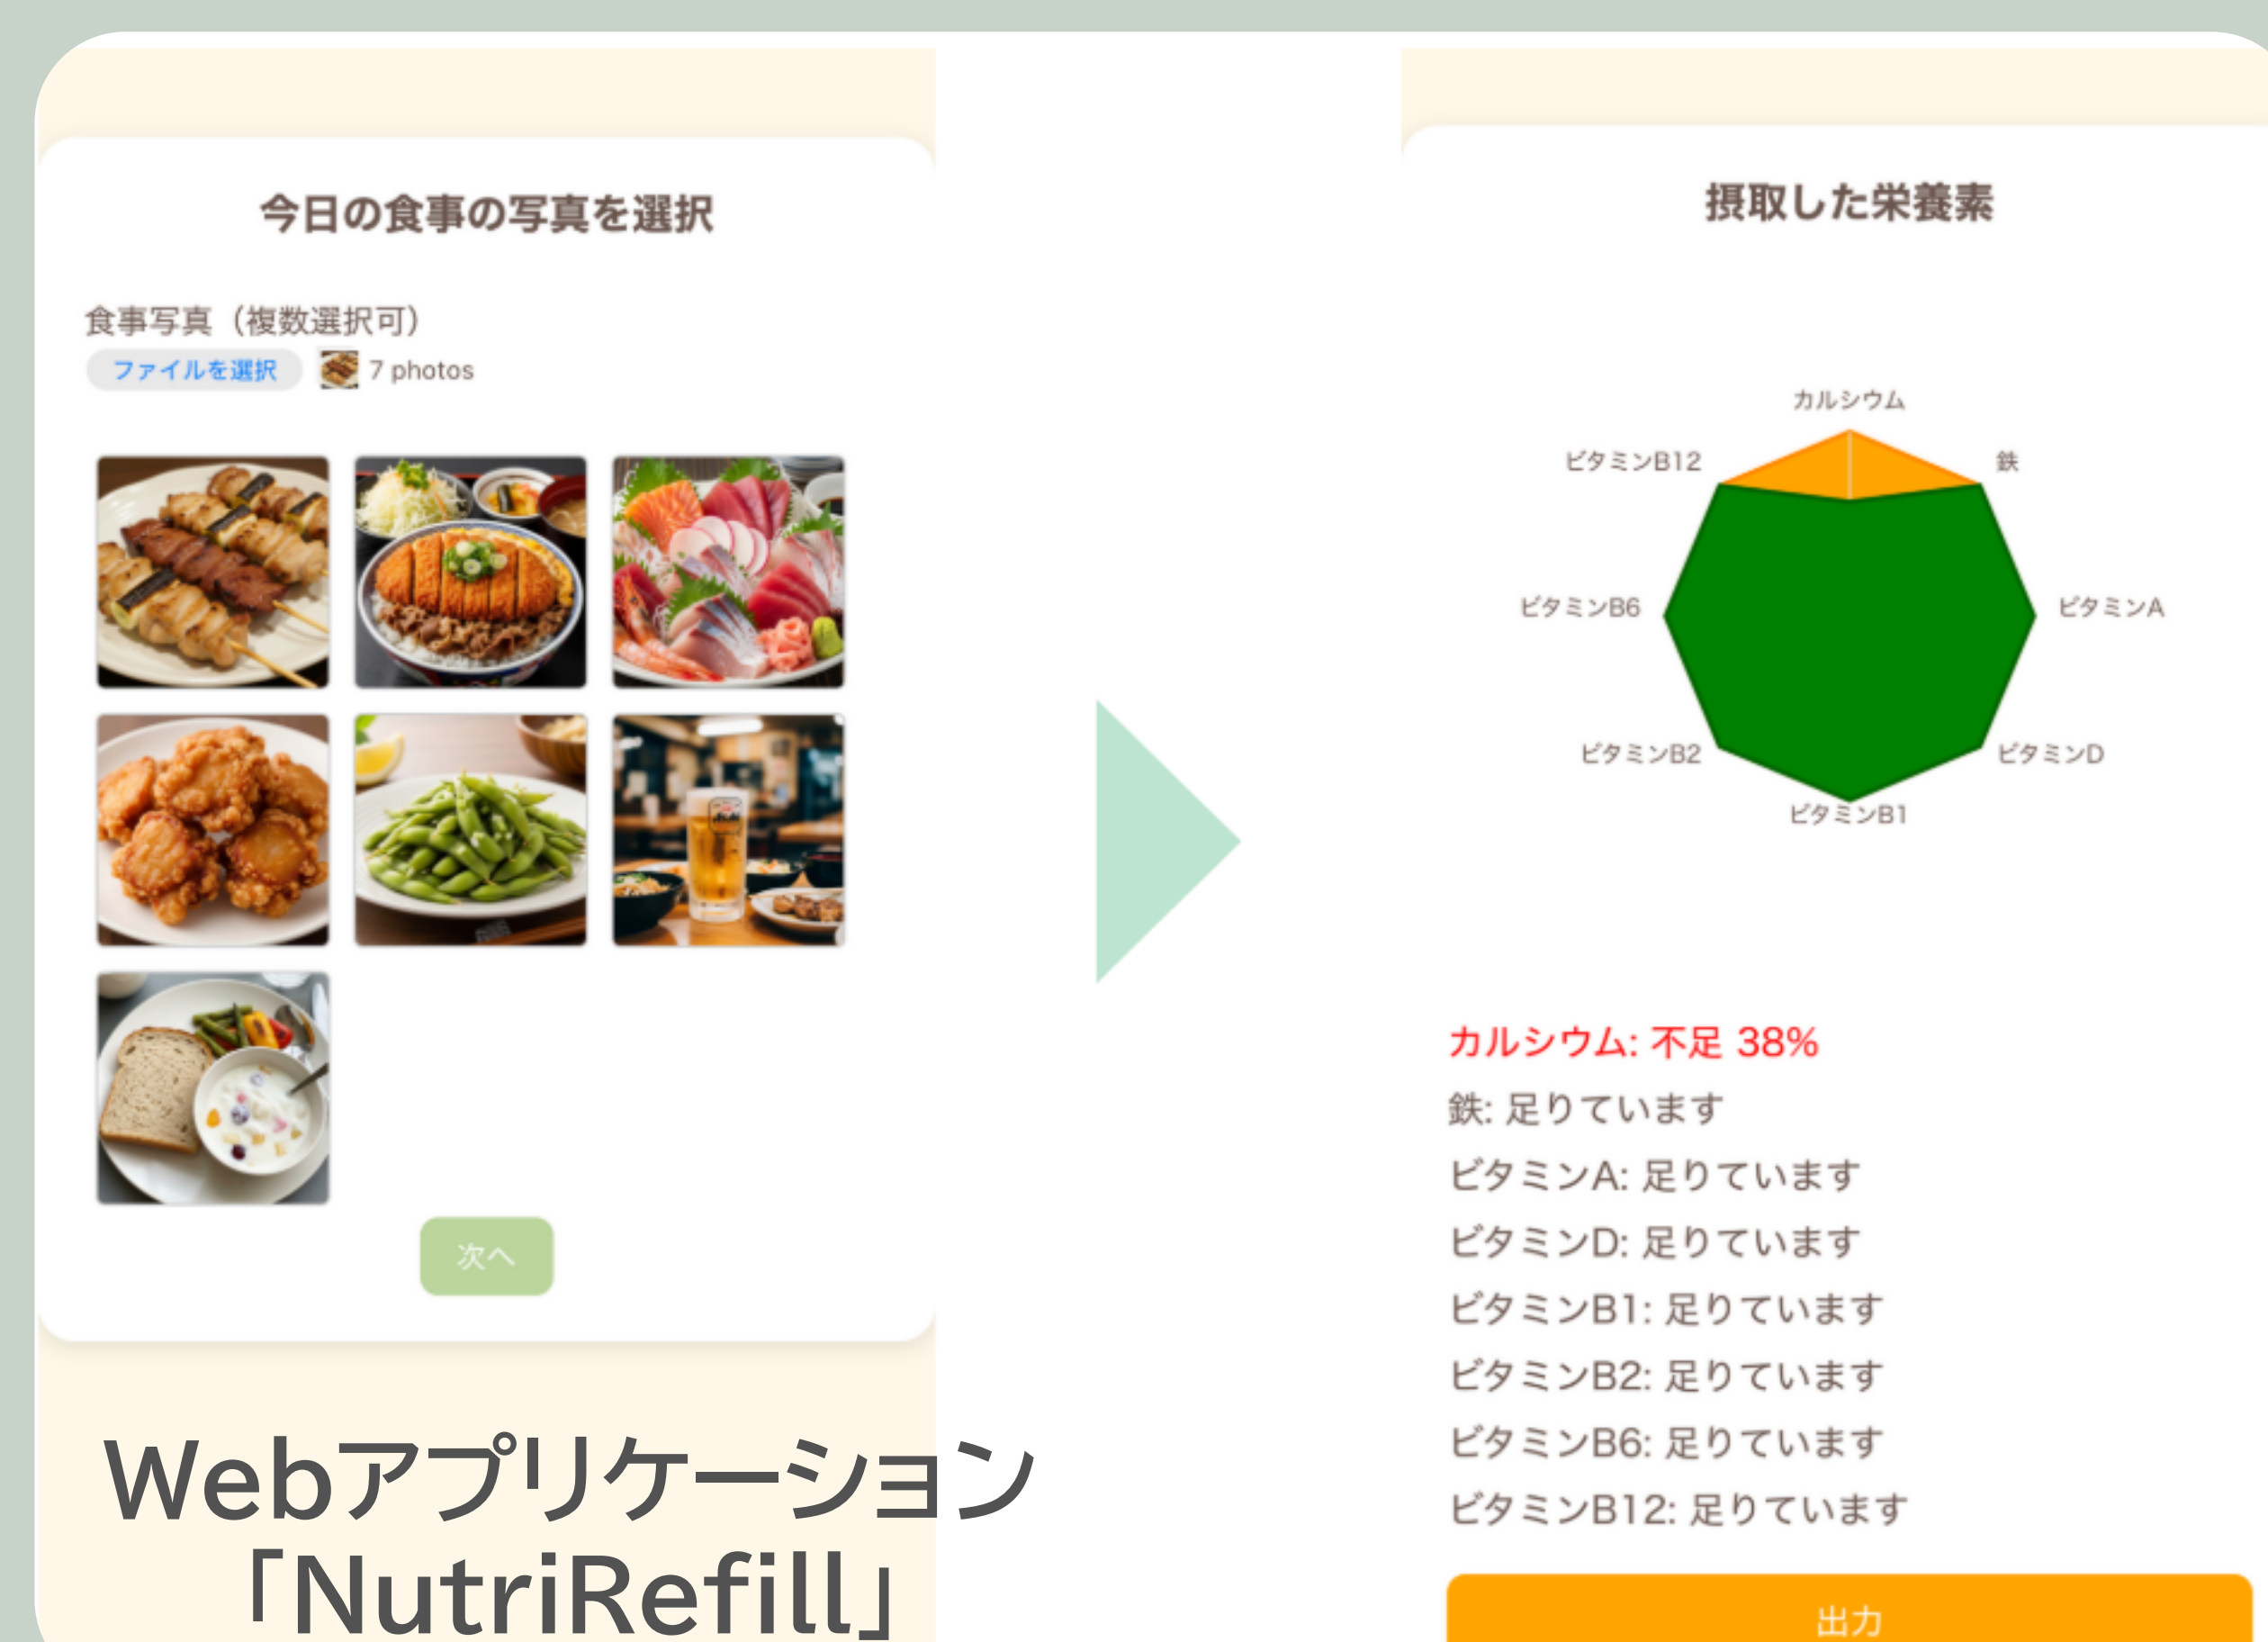 今日の食事の写真を選択
食事写真（複数選択可）
ファイルを選択 7 photos
次へ
Webアプリケーション
「NutriRefill」
摂取した栄養素
カルシウム
ビタミンB12
鉄
ビタミンB6
ビタミンA
ビタミンB2
ビタミンD
ビタミンB1
カルシウム: 不足 38%
鉄: 足りています
ビタミンA: 足りています
ビタミンD: 足りています
ビタミンB1: 足りています
ビタミンB2: 足りています
ビタミンB6: 足りています
ビタミンB12: 足りています
出力